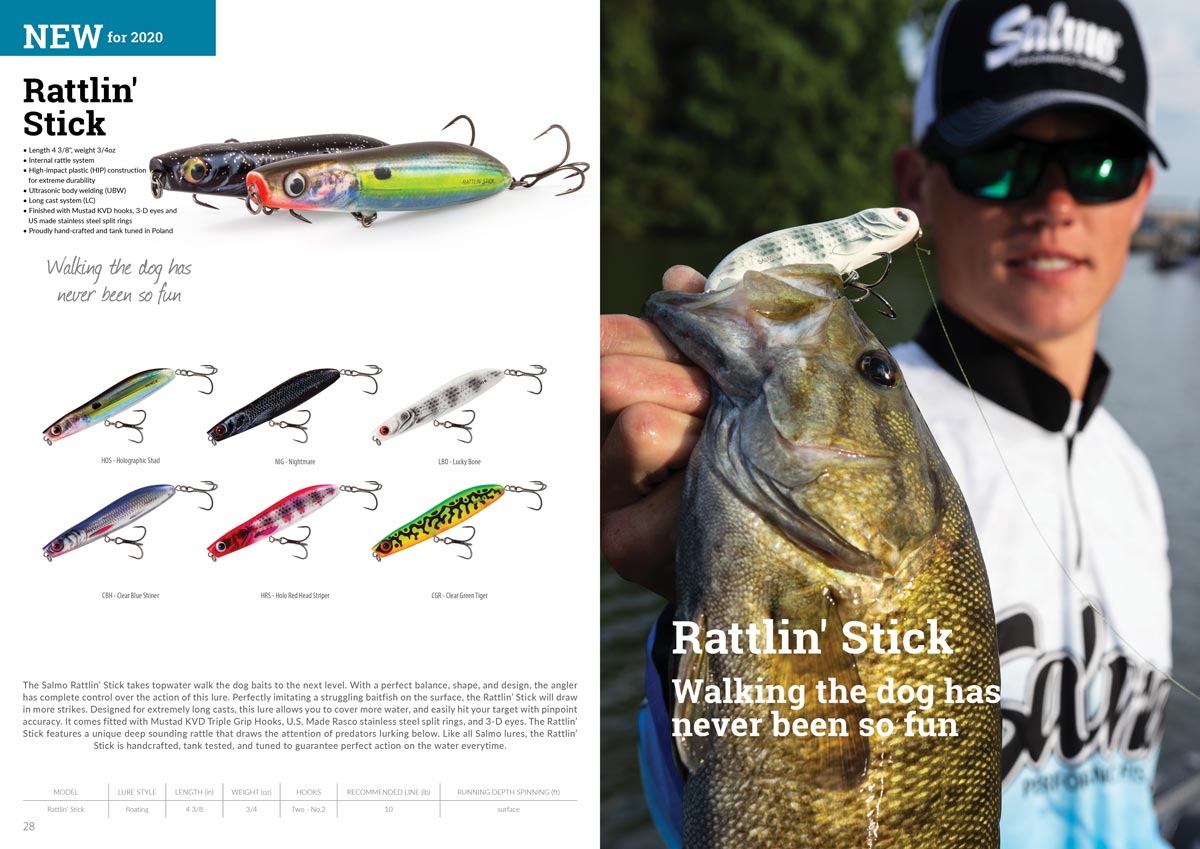 NEW for 2020
Rattlin'
Stick
• Length 4 3/8", weight 3/4oz
• Internal rattle system
• High-impact plastic (HIP) construction
for extreme durability
• Ultrasonic body welding (UBW)
• Long cast system (LC)
• Finished with Mustad KVD hooks, 3-D eyes and
US made stainless steel split rings
• Proudly hand-crafted and tank tuned in Poland
RATTLIN' STICK
Walking the dog has
never been so fun
HOS - Holographic Shad
NIG - Nightmare
LBO - Lucky Bone
CBH - Clear Blue Shiner
HRS - Holo Red Head Striper
CGR - Clear Green Tiger
The Salmo Rattlin' Stick takes topwater walk the dog baits to the next level. With a perfect balance, shape, and design, the angler
has complete control over the action of this lure. Perfectly imitating a struggling baitfish on the surface, the Rattlin' Stick will draw
in more strikes. Designed for extremely long casts, this lure allows you to cover more water, and easily hit your target with pinpoint
accuracy. It comes fitted with Mustad KVD Triple Grip Hooks, U.S. Made Rasco stainless steel split rings, and 3-D eyes. The Rattlin'
Stick features a unique deep sounding rattle that draws the attention of predators lurking below. Like all Salmo lures, the Rattlin'
Stick is handcrafted, tank tested, and tuned to guarantee perfect action on the water everytime.
MODEL LURE STYLE LENGTH (in) WEIGHT (oz) HOOKS RECOMMENDED LINE (lb) RUNNING DEPTH SPINNING (ft)
Rattlin' Stick floating 4 3/8 3/4 Two - No.2 10 surface
28
Salmo
Rattlin' Stick
Walking the dog has
never been so fun